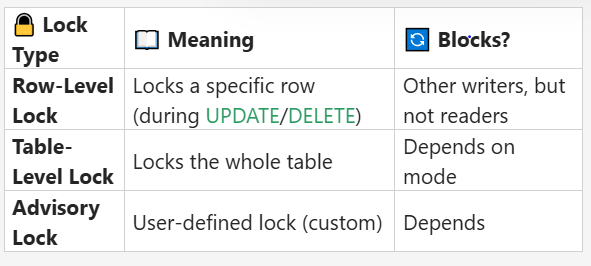 🔒 Lock Type
📖 Meaning
🔄 Blocks?
Row-Level Lock
Locks a specific row
(during UPDATE/DELETE)
Other writers, but
not readers
Table-
Level Lock
Locks the whole table
Depends on
mode
Advisory
Lock
User-defined lock (custom)
Depends